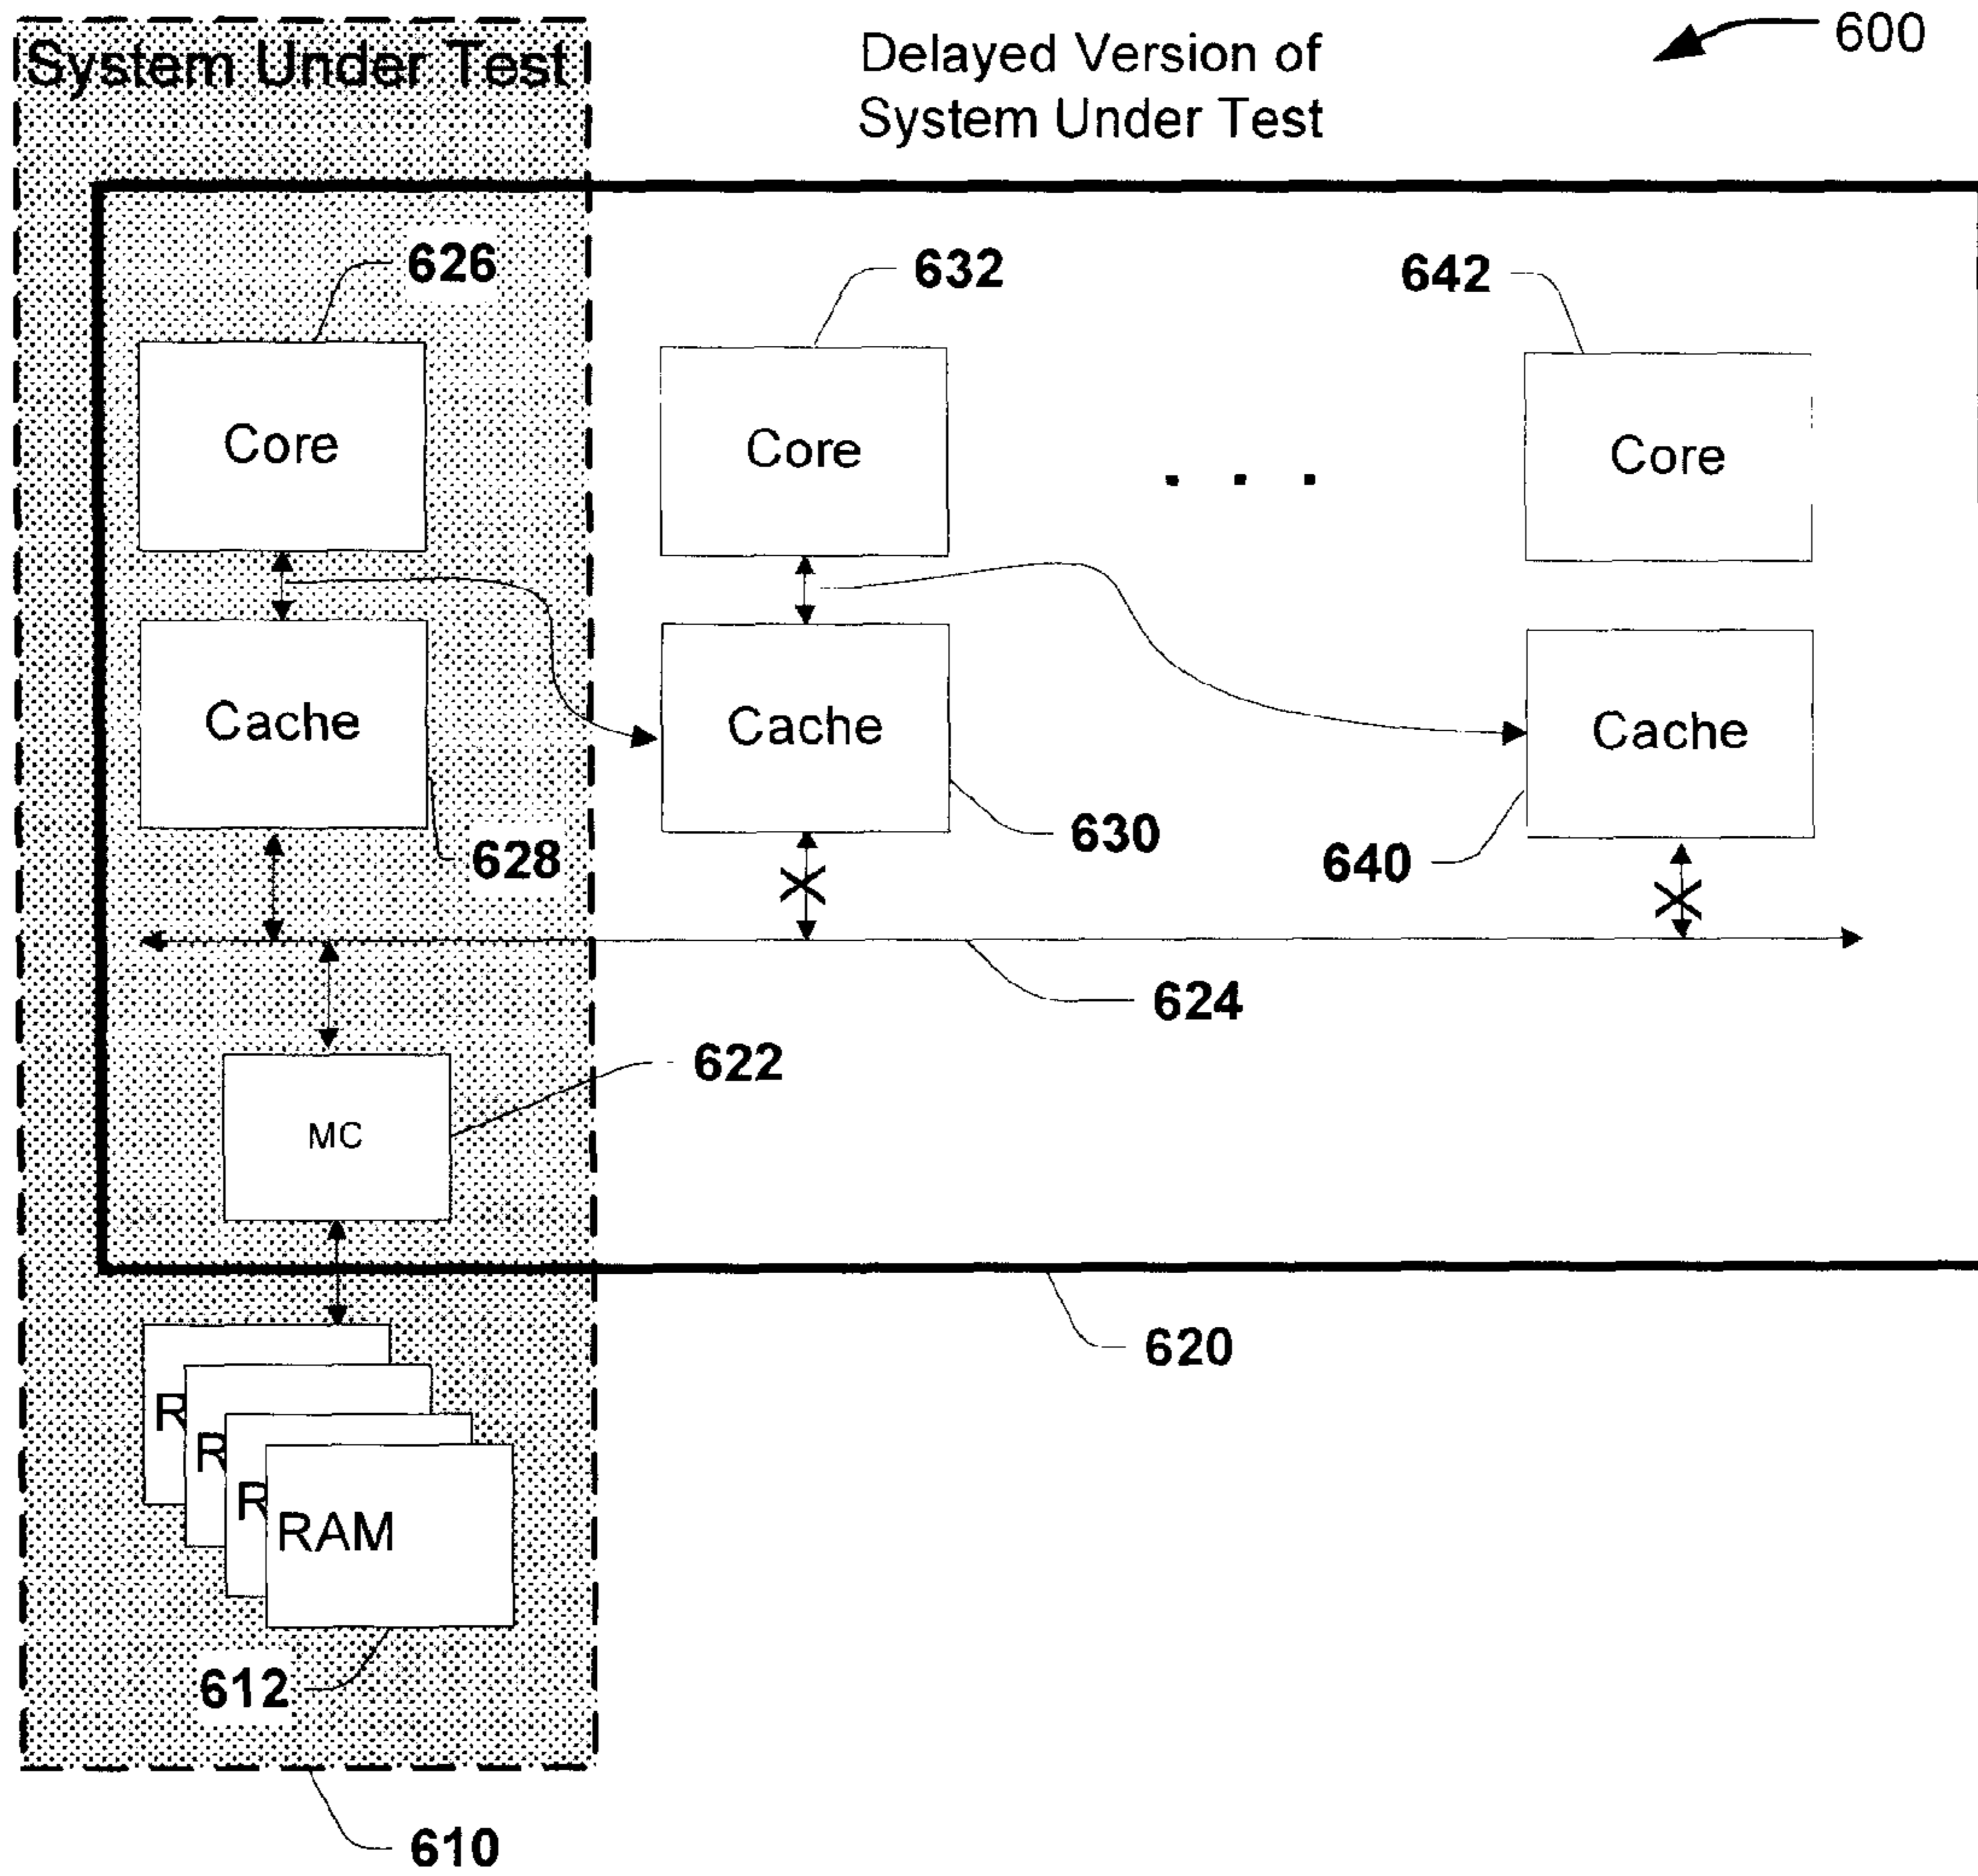 System Under Test
Delayed Version of
System Under Test
600
626
632
642
Core
Core
. . .
Core
Cache
Cache
Cache
628
630
640
X
X
624
622
MC
620
R
R
R
RAM
612
610